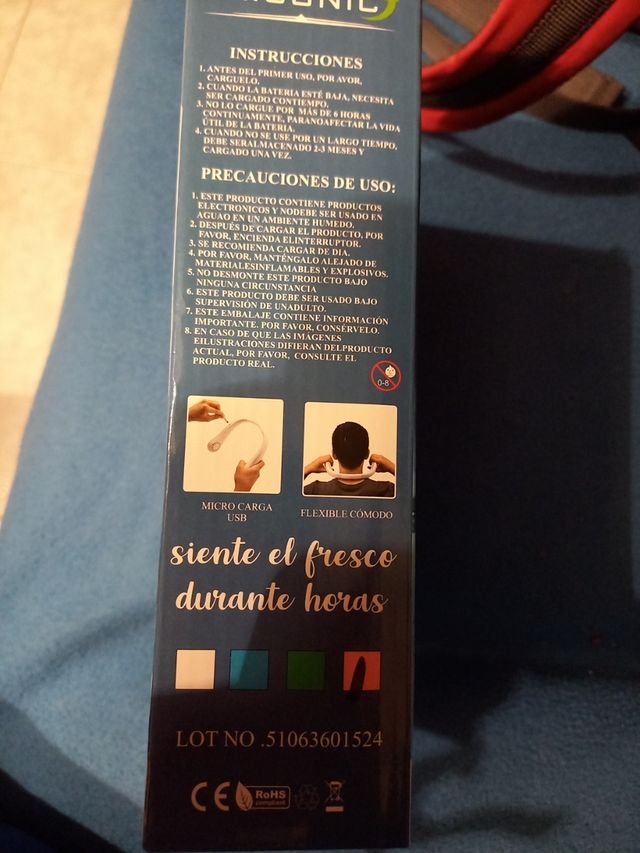 INSTRUCCIONES
1. ANTES DEL PRIMER USO, POR AVOR,
CARGUELO.
2. CUANDO LA BATERIA ESTÉ BAJA, NECESITA
SER CARGADO CONTIEMPO.
3. NO LO CARGUE POR MÁS DE 6 HORAS
CONTINUAMENTE, PARANOAFECTAR LA VIDA
ÚTIL DE LA BATERÍA.
4. CUANDO NO SE USE POR UN LARGO TIEMPO,
DEBE SERALMACENADO 2-3 MESES Y
CARGADO UNA VEZ.
PRECAUCIONES DE USO:
1. ESTE PRODUCTO CONTIENE PRODUCTOS
ELECTRONICOS Y NODEBE SER USADO EN
AGUAO EN UN AMBIENTE HUMEDO.
2. DESPUÉS DE CARGAR EL PRODUCTO, POR
FAVOR, ENCIENDA ELINTERRUPTOR.
3. SE RECOMIENDA CARGAR DE DIA.
4. POR FAVOR, MANTÉNGALO ALEJADO DE
MATERIALESINFLAMABLES Y EXPLOSIVOS.
5. NO DESMONTE ESTE PRODUCTO BAJO
NINGUNA CIRCUNSTANCIA
6. ESTE PRODUCTO DEBE SER USADO BAJO
SUPERVISIÓN DE UNADULTO.
7. ESTE EMBALAJE CONTIENE INFORMACIÓN
IMPORTANTE. POR FAVOR, CONSÉRVELO.
8. EN CASO DE QUE LAS IMÁGENES
EILUSTRACIONES DIFIERAN DELPRODUCTO
ACTUAL, POR FAVOR, CONSULTE EL
PRODUCTO REAL.
0-8
MICRO CARGA
USB
FLEXIBLE CÓMODO
siente el fresco
durante horas
LOT NO .51063601524
CE RoHS
compliant